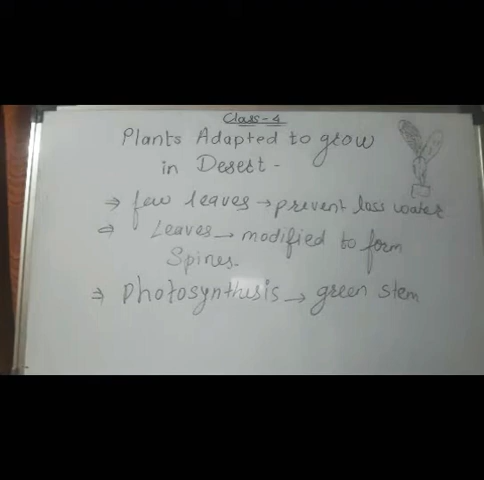 Class-4
Plants Adapted to grow
in Desert -
⇒ few leaves → prevent loss water
⇒ Leaves → modified to form
Spines.
⇒ Photosynthesis → green stem